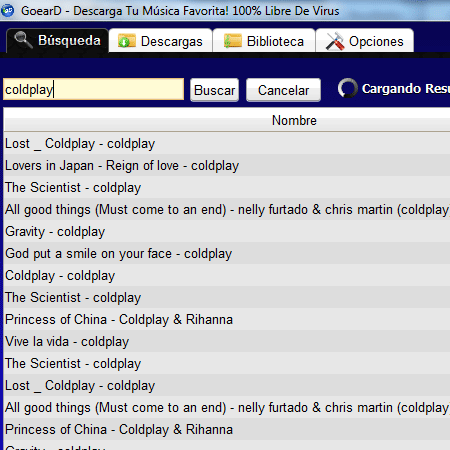 GoearD - Descarga Tu Música Favorita! 100% Libre De Virus
Búsqueda Descargas Biblioteca Opciones
coldplay Buscar Cancelar Cargando Resu
Nombre
Lost _ Coldplay - coldplay
Lovers in Japan - Reign of love - coldplay
The Scientist - coldplay
All good things (Must come to an end) - nelly furtado & chris martin (coldplay
Gravity - coldplay
God put a smile on your face - coldplay
Coldplay - coldplay
The Scientist - coldplay
Princess of China - Coldplay & Rihanna
Vive la vida - coldplay
The Scientist - coldplay
Lost _ Coldplay - coldplay
All good things (Must come to an end) - nelly furtado & chris martin (coldplay
Princess of China - Coldplay & Rihanna
Gravity - coldplay